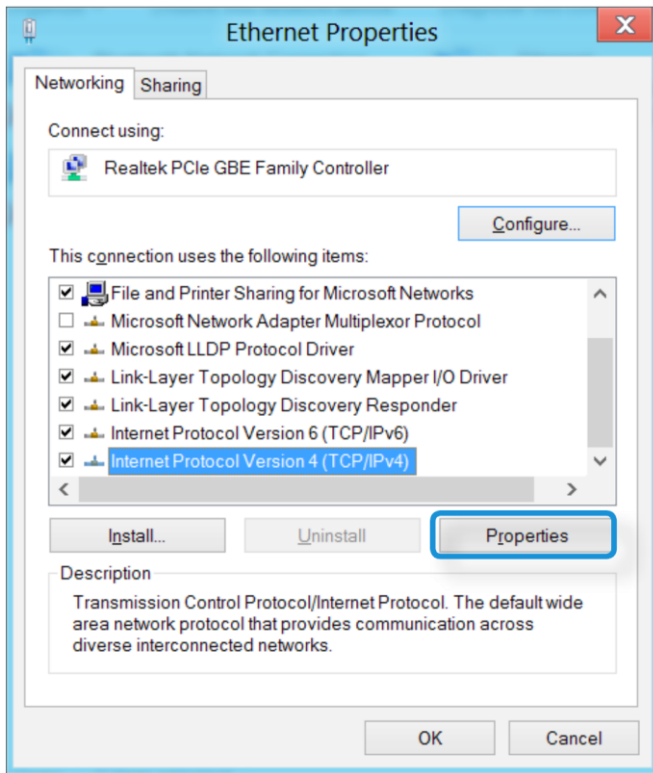 Ethernet Properties
X
Networking
Sharing
Connect using:
Realtek PCIe GBE Family Controller
Configure...
This connection uses the following items:
File and Printer Sharing for Microsoft Networks
Microsoft Network Adapter Multiplexor Protocol
Microsoft LLDP Protocol Driver
Link-Layer Topology Discovery Mapper I/O Driver
Link-Layer Topology Discovery Responder
Internet Protocol Version 6 (TCP/IPv6)
Internet Protocol Version 4 (TCP/IPv4)
Install...
Uninstall
Properties
Description
Transmission Control Protocol/Internet Protocol. The default wide
area network protocol that provides communication across
diverse interconnected networks.
OK
Cancel